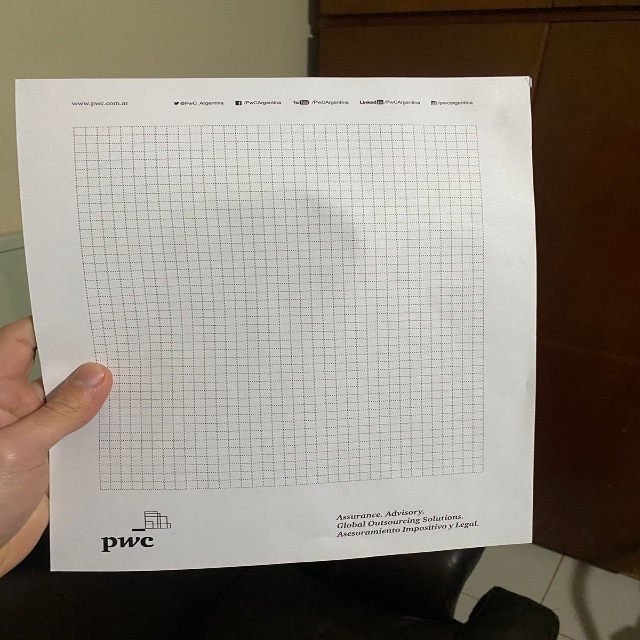 www.pwc.com.ar @PwC_Argentina /PwCArgentina YouTube /PwCArgentina Linkedin /PwCArgentina /pwcargentina
pwc
Assurance. Advisory.
Global Outsourcing Solutions.
Asesoramiento Impositivo y Legal.